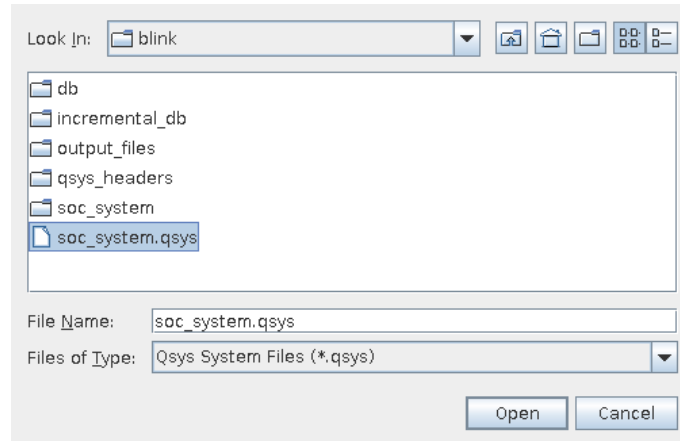 Look In: blink
db
incremental_db
output_files
qsys_headers
soc_system
soc_system.qsys
File Name: soc_system.qsys
Files of Type: Qsys System Files (*.qsys)
Open Cancel